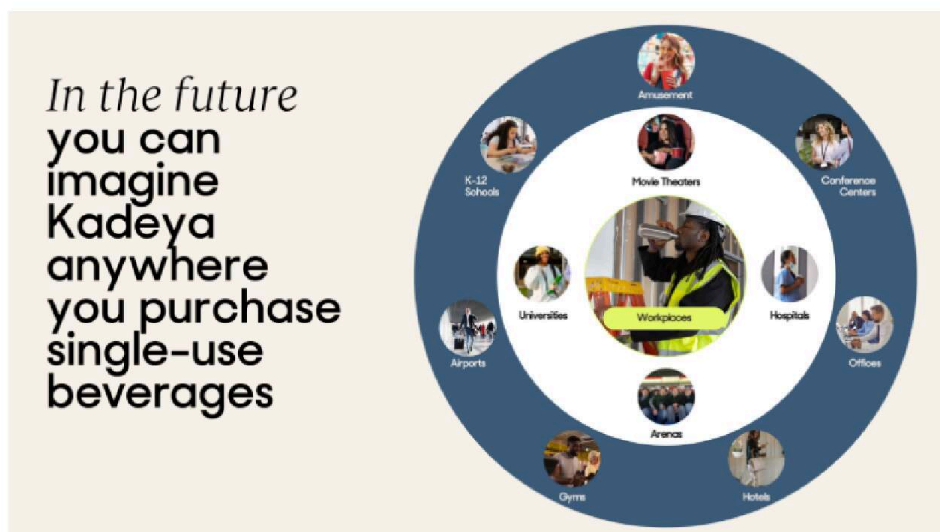 In the future
you can
imagine
Kadeya
anywhere
you purchase
single-use
beverages
Amusement
K-12
Schools
Movie Theaters
Conference
Centers
Universities
Workplaces
Hospitals
Airports
Offices
Arenas
Gyms
Hotels